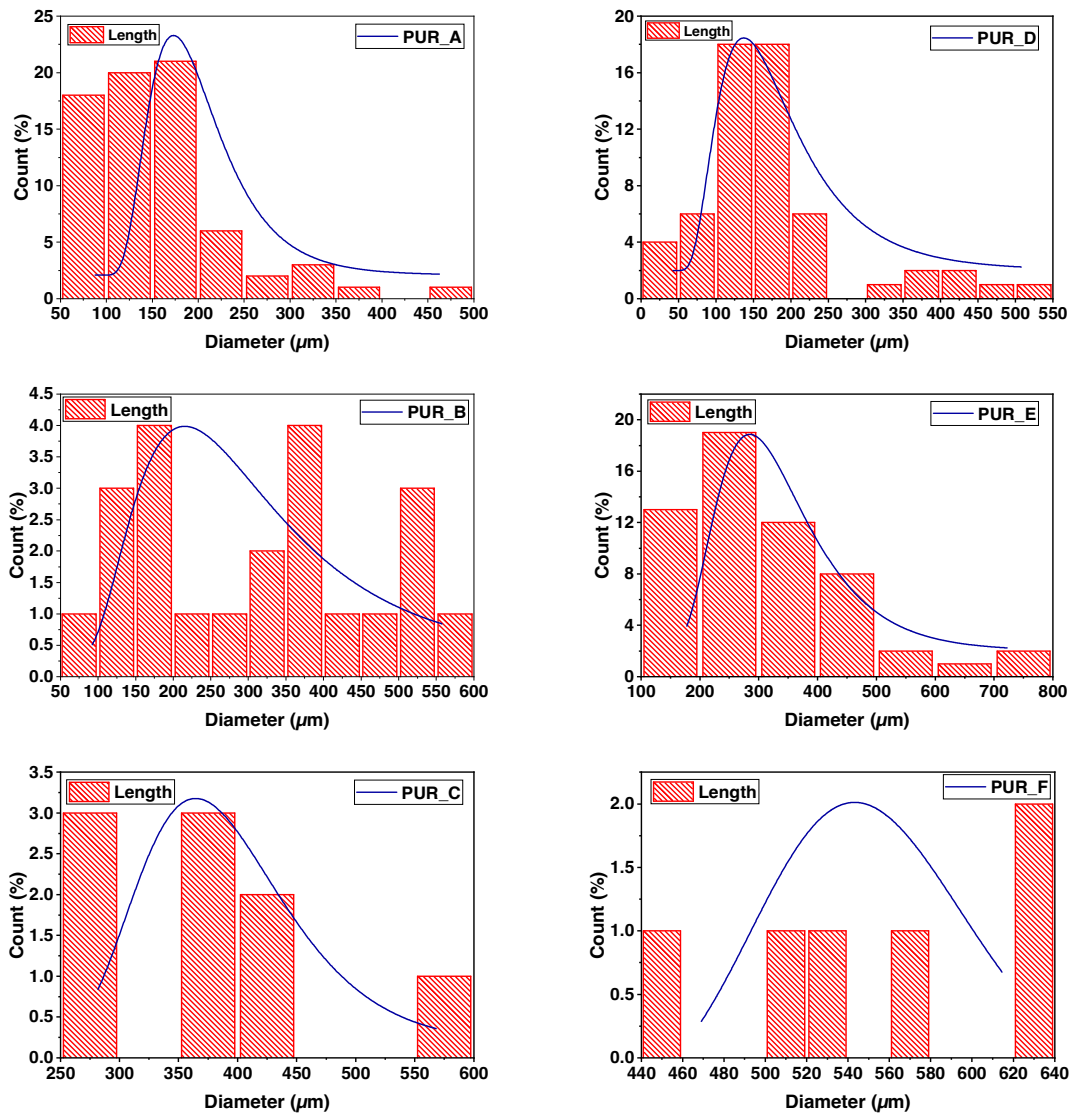 Length
PUR_A
Count (%)
25
20
15
10
5
0
50 100 150 200 250 300 350 400 450 500
Diameter (µm)
Length
PUR_D
Count (%)
20
16
12
8
4
0
0 50 100 150 200 250 300 350 400 450 500 550
Diameter (µm)
Length
PUR_B
Count (%)
4.5
4.0
3.5
3.0
2.5
2.0
1.5
1.0
0.5
0.0
50 100 150 200 250 300 350 400 450 500 550 600
Diameter (µm)
Length
PUR_E
Count (%)
20
16
12
8
4
0
100 200 300 400 500 600 700 800
Diameter (µm)
Length
PUR_C
Count (%)
3.5
3.0
2.5
2.0
1.5
1.0
0.5
0.0
250 300 350 400 450 500 550 600
Diameter (µm)
Length
PUR_F
Count (%)
2.0
1.5
1.0
0.5
0.0
440 460 480 500 520 540 560 580 600 620 640
Diameter (µm)